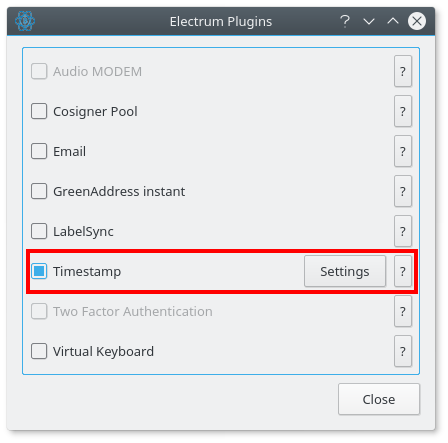 Electrum Plugins ?
Audio MODEM ?
Cosigner Pool ?
Email ?
GreenAddress instant ?
LabelSync ?
Timestamp Settings ?
Two Factor Authentication ?
Virtual Keyboard ?
Close